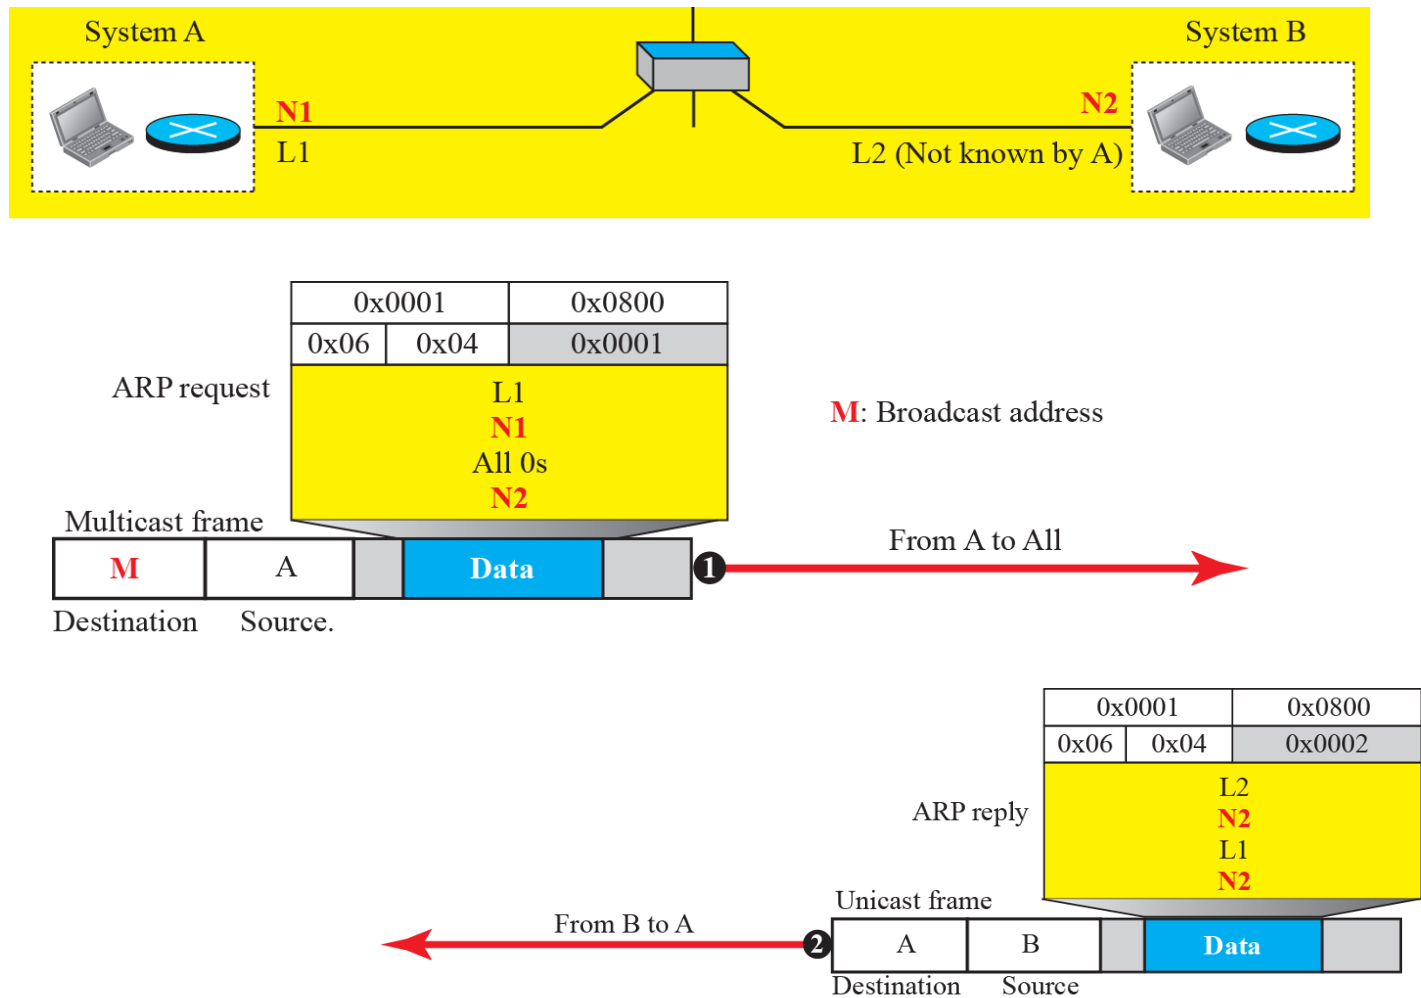 System A
System B
N1
N2
L1
L2 (Not known by A)
0x0001 0x0800
0x06 0x04 0x0001
ARP request
L1
N1
All 0s
N2
M: Broadcast address
Multicast frame
M A Data
1
From A to All
Destination Source.
0x0001 0x0800
0x06 0x04 0x0002
ARP reply
L2
N2
L1
N2
Unicast frame
From B to A
2
A B Data
Destination Source